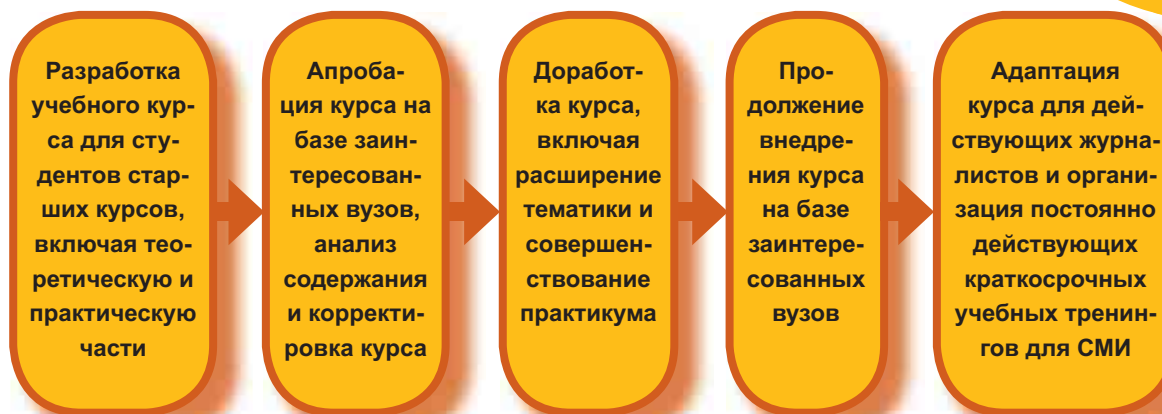 Разработка
учебного кур-
са для сту-
дентов стар-
ших курсов,
включая тео-
ретическую и
практическую
части
Апроба-
ция курса на
базе заин-
тересован-
ных вузов,
анализ
содержания
и корректи-
ровка курса
Доработ-
ка курса,
включая
расширение
тематики и
совершен-
ствование
практикума
Про-
должение
внедре-
ния курса
на базе
заинтере-
сованных
вузов
Адаптация
курса для дей-
ствующих журна-
листов и органи-
зация постоянно
действующих
краткосрочных
учебных тренин-
гов для СМИ